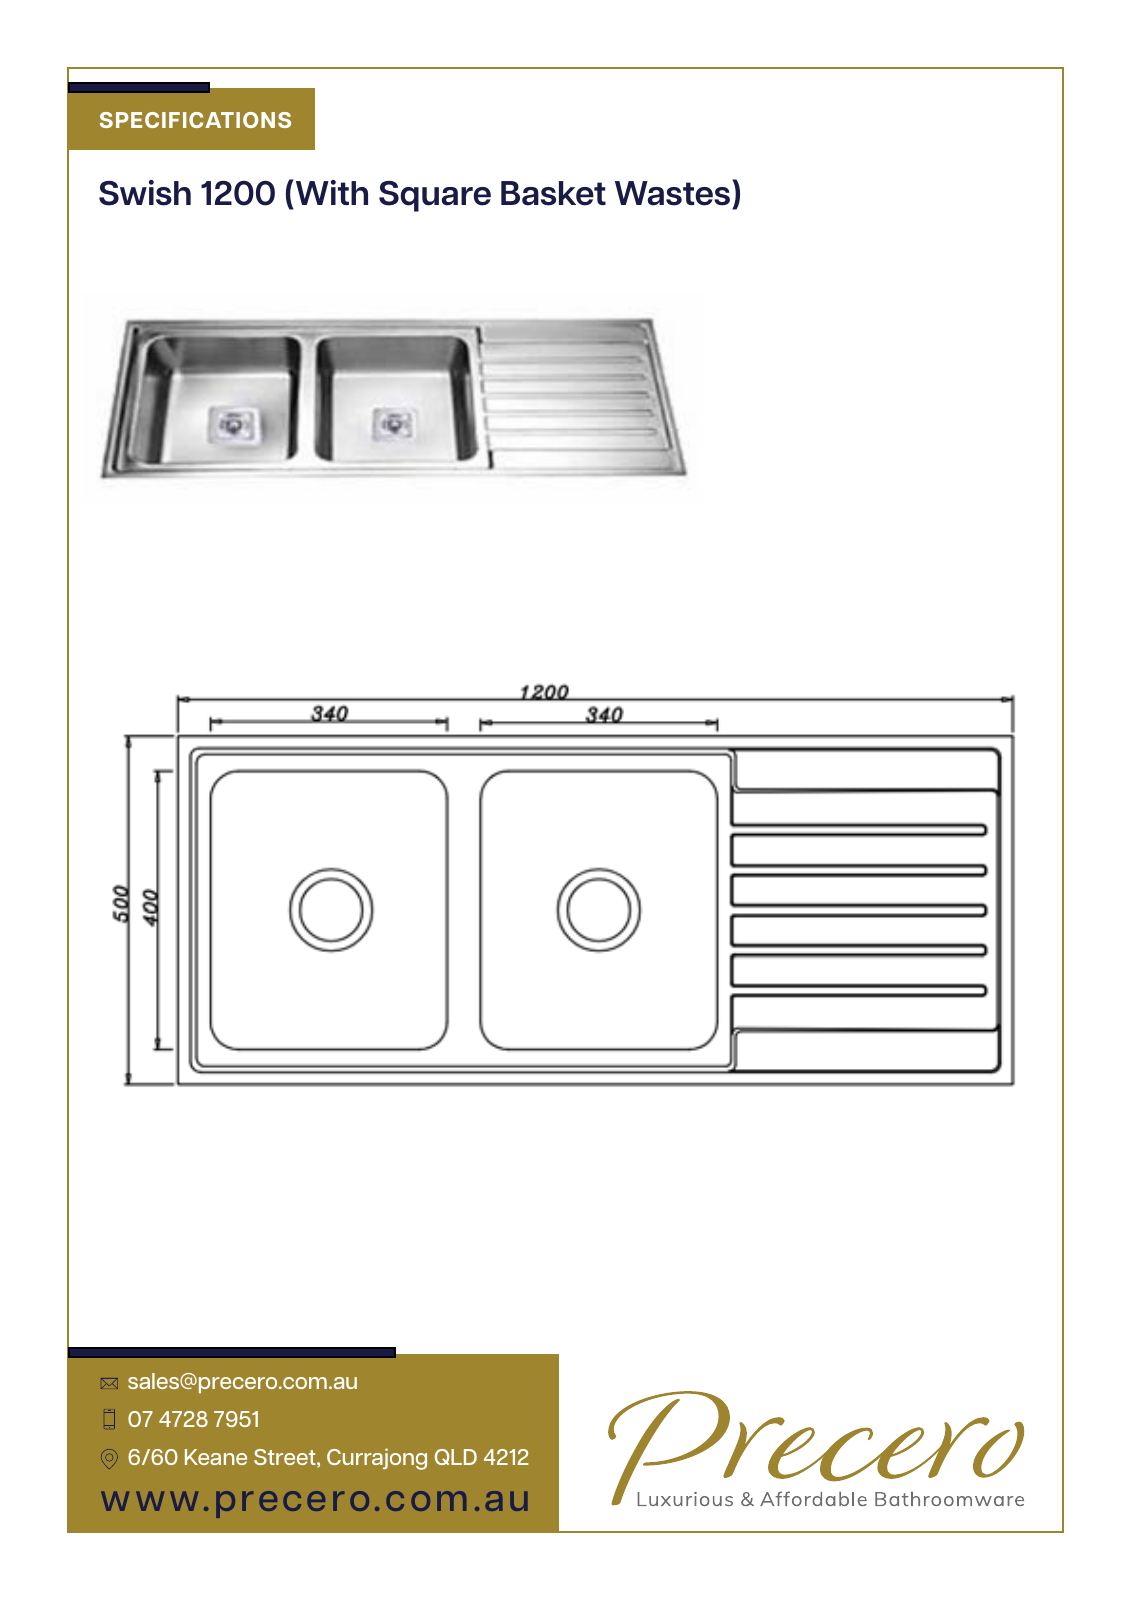 SPECIFICATIONS
Swish 1200 (With Square Basket Wastes)
1200
340
340
500
400
sales@precero.com.au
07 4728 7951
6/60 Keane Street, Currajong QLD 4212
www.precero.com.au
Precero
Luxurious & Affordable Bathroomware